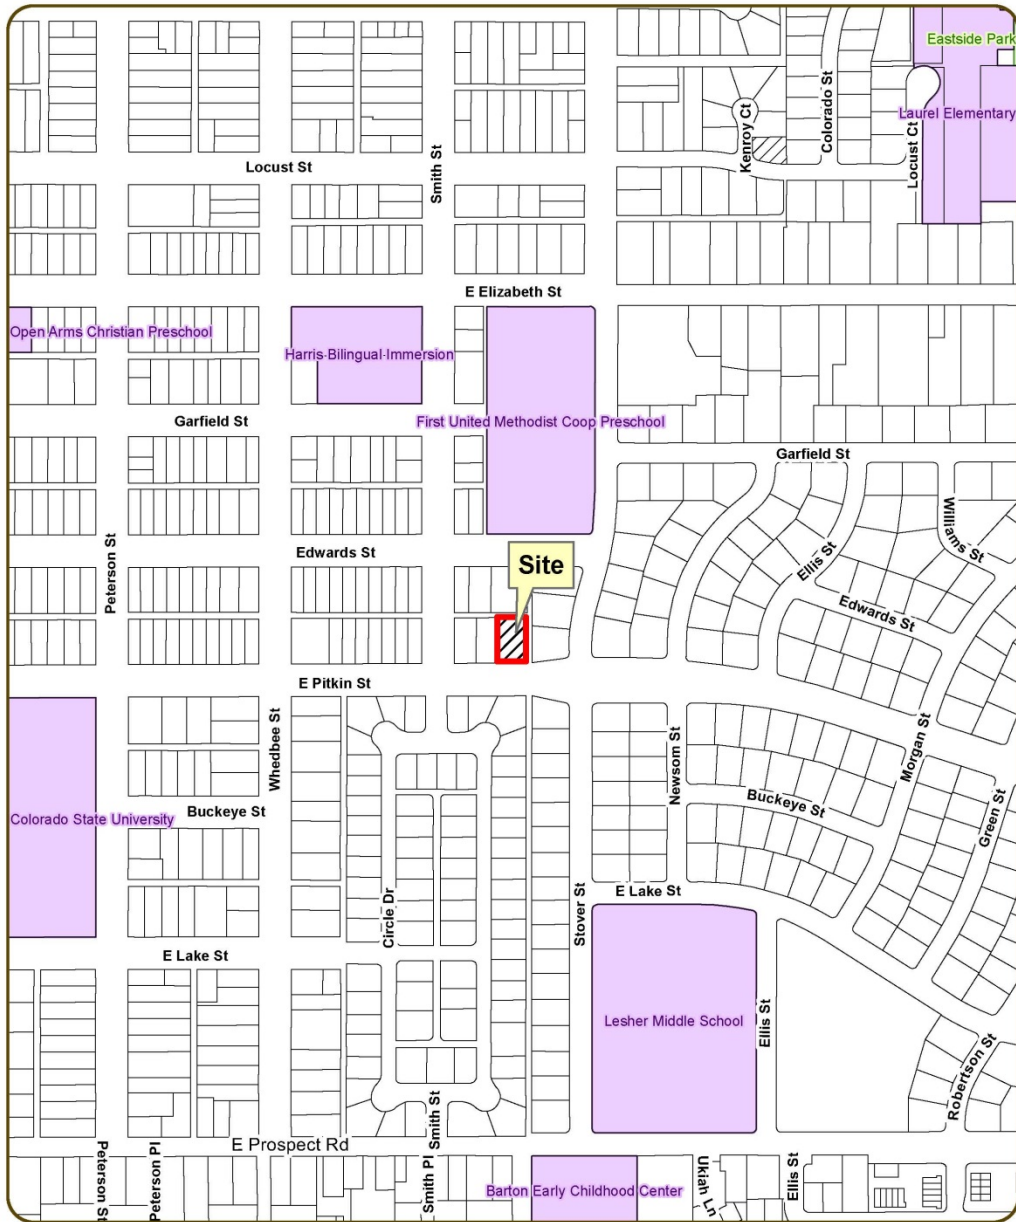 Eastside Park
Laurel Elementary
Kenroy Ct
Colorado St
Locust Ct
Locust St
Smith St
E Elizabeth St
Open Arms Christian Preschool
Harris-Bilingual-Immersion
First United Methodist Coop Preschool
Garfield St
Garfield St
Williams St
Ellis St
Edwards St
Edwards St
Peterson St
Site
E Pitkin St
Whedbee St
Newsom St
Morgan St
Green St
Buckeye St
Buckeye St
Colorado State University
E Lake St
Circle Dr
Stover St
E Lake St
Lesher Middle School
Ellis St
Robertson St
Smith St
E Prospect Rd
Peterson St
Peterson Pl
Smith Pl
Barton Early Childhood Center
Ukiah Ln
Ellis St